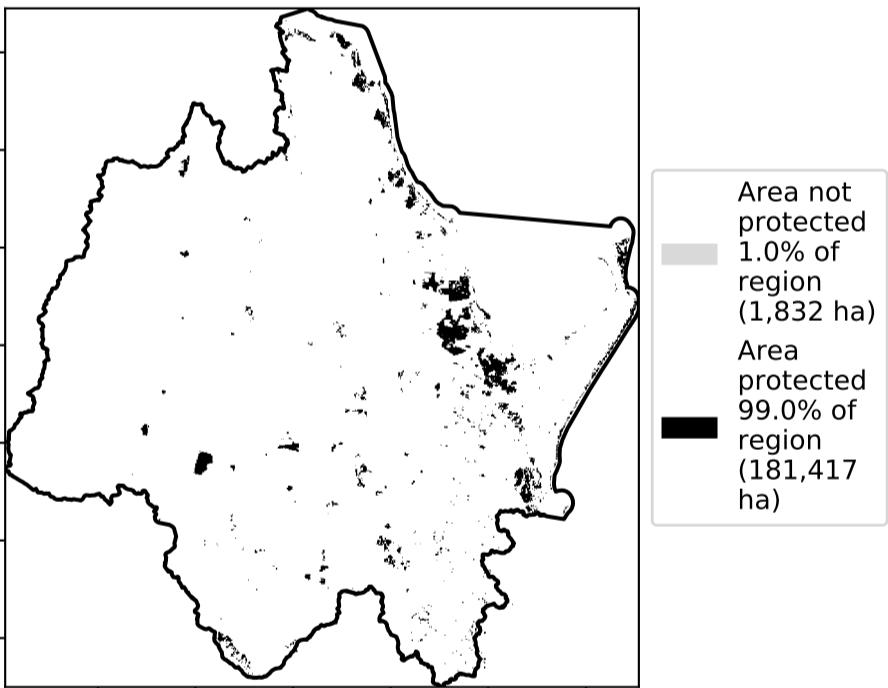 Area not
protected
1.0% of
region
(1,832 ha)
Area
protected
99.0% of
region
(181,417
ha)